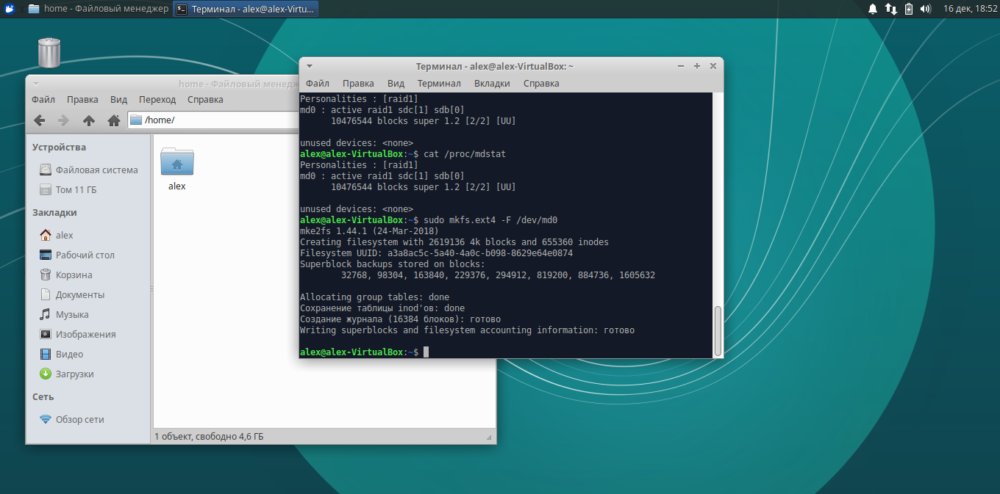 home - Файловый менеджер
Терминал - alex@alex-Virtu...
16 дек, 18:52
home - Файловый менедж
Файл Правка Вид Переход Справка
/home/
Устройства
Файловая система
Том 11 ГБ
Закладки
alex
Рабочий стол
Корзина
Документы
Музыка
Изображения
Видео
Загрузки
Сеть
Обзор сети
alex
1 объект, свободно 4,6 ГБ
Терминал - alex@alex-VirtualBox: ~
Файл Правка Вид Терминал Вкладки Справка
Personalities : [raid1]
md0 : active raid1 sdc[1] sdb[0]
      10476544 blocks super 1.2 [2/2] [UU]
unused devices: <none>
alex@alex-VirtualBox:~$ cat /proc/mdstat
Personalities : [raid1]
md0 : active raid1 sdc[1] sdb[0]
      10476544 blocks super 1.2 [2/2] [UU]
unused devices: <none>
alex@alex-VirtualBox:~$ sudo mkfs.ext4 -F /dev/md0
mke2fs 1.44.1 (24-Mar-2018)
Creating filesystem with 2619136 4k blocks and 655360 inodes
Filesystem UUID: a3a8ac5c-5a40-4a0c-b098-8629e64e0874
Superblock backups stored on blocks:
        32768, 98304, 163840, 229376, 294912, 819200, 884736, 1605632
Allocating group tables: done
Сохранение таблицы inod'ов: done
Создание журнала (16384 блоков): готово
Writing superblocks and filesystem accounting information: готово
alex@alex-VirtualBox:~$